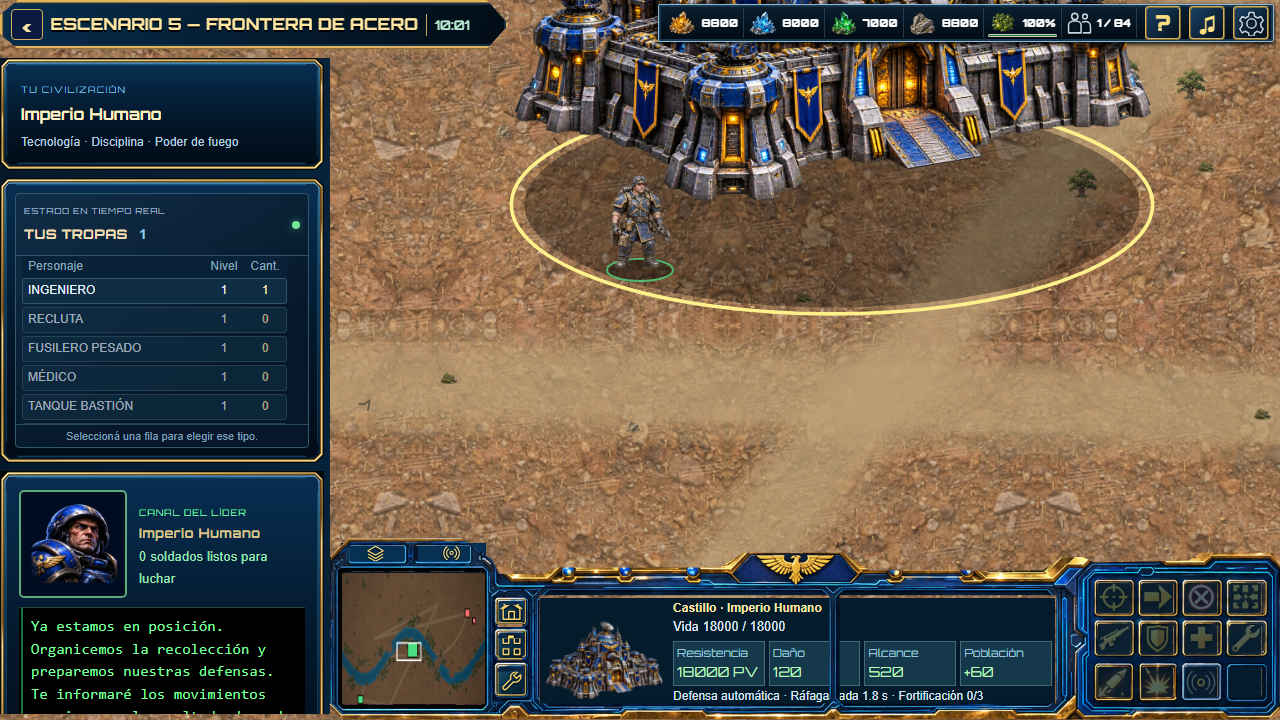 ESCENARIO 5 — FRONTERA DE ACERO
10:01
8800
8000
7000
8800
100%
1 / 84
?
TU CIVILIZACIÓN
Imperio Humano
Tecnología · Disciplina · Poder de fuego
ESTADO EN TIEMPO REAL
TUS TROPAS 1
Personaje Nivel Cant.
INGENIERO 1 1
RECLUTA 1 0
FUSILERO PESADO 1 0
MÉDICO 1 0
TANQUE BASTIÓN 1 0
Seleccioná una fila para elegir ese tipo.
CANAL DEL LÍDER
Imperio Humano
0 soldados listos para
luchar
Ya estamos en posición.
Organicemos la recolección y
preparemos nuestras defensas.
Te informaré los movimientos
Castillo · Imperio Humano
Vida 18000 / 18000
Resistencia
18000 PV
Daño
120
Alcance
520
Población
+60
Defensa automática · Ráfaga ada 1.8 s · Fortificación 0/3